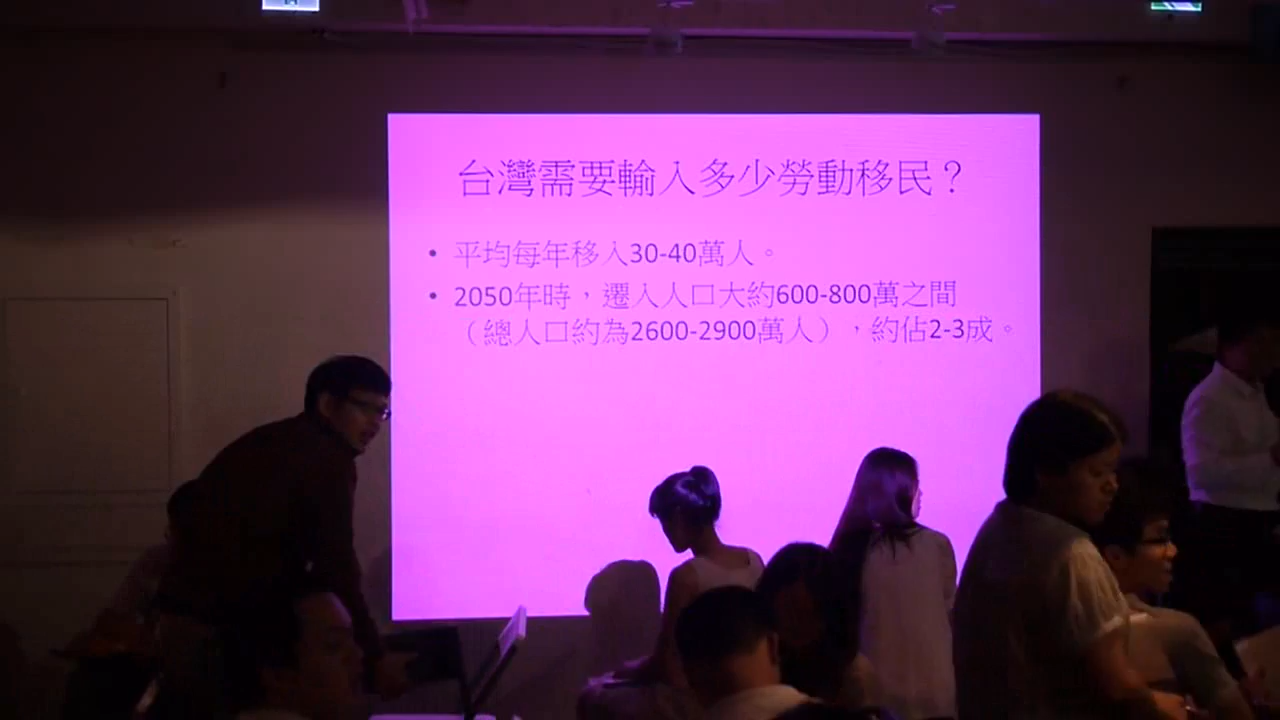 台灣需要輸入多少勞動移民？
• 平均每年移入30-40萬人。
• 2050年時，遷入人口大約600-800萬之間
（總人口約為2600-2900萬人），約佔2-3成。